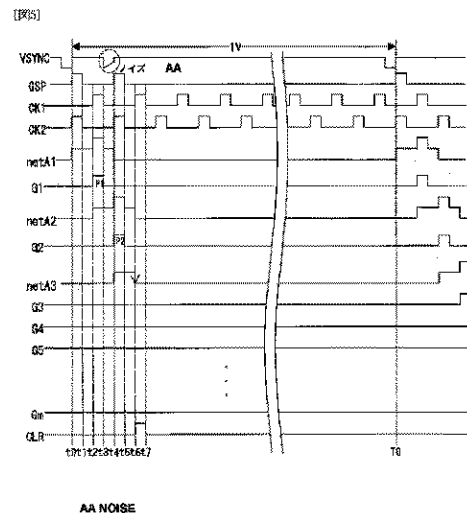 [図5]
1V
VSYNC
ノイズ AA
GSP
CK1
CK2
netA1
G1
P1
netA2
G2
P2
netA3
G3
G4
G5
Gm
CLR
t0 t1 t2 t3 t4 t5 t6 t7
T0
AA NOISE